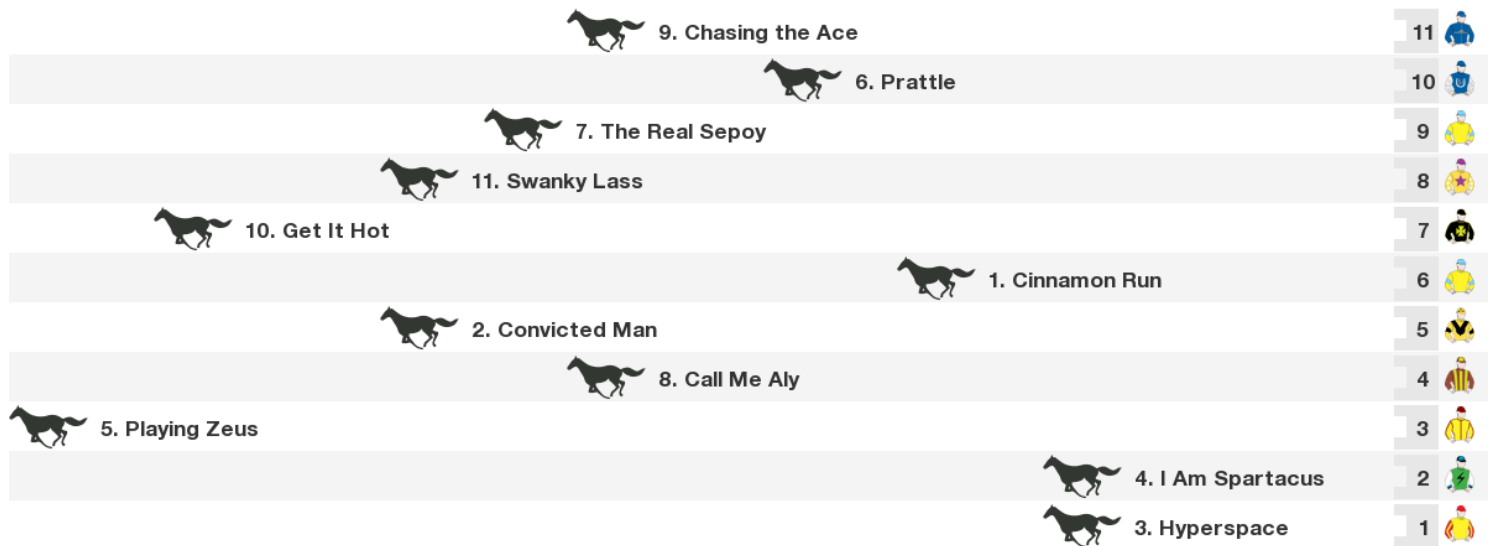 9. Chasing the Ace 11
6. Prattle 10
7. The Real Sepoy 9
11. Swanky Lass 8
10. Get It Hot 7
1. Cinnamon Run 6
2. Convicted Man 5
8. Call Me Aly 4
5. Playing Zeus 3
4. I Am Spartacus 2
3. Hyperspace 1